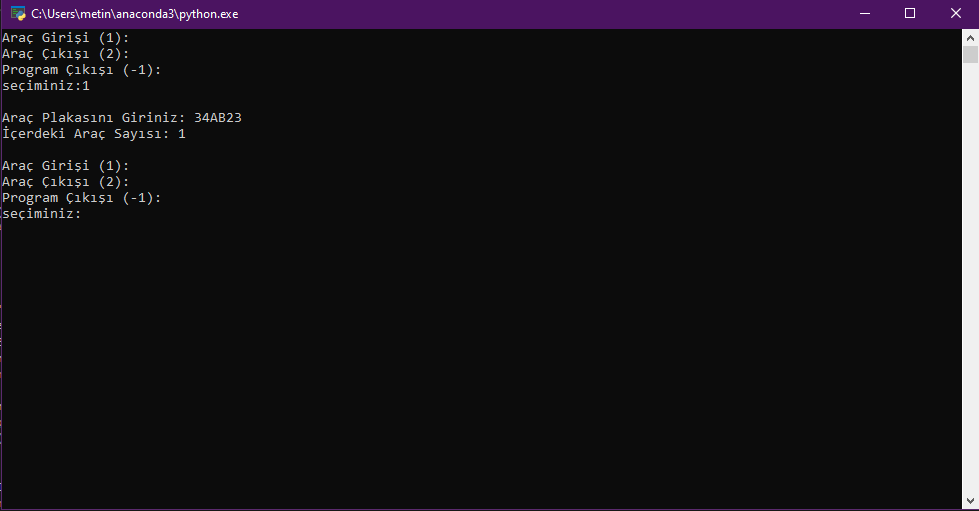 C:\Users\metin\anaconda3\python.exe
Araç Girişi (1):
Araç Çıkışı (2):
Program Çıkışı (-1):
seçiminiz:1
Araç Plakasını Giriniz: 34AB23
İçerdeki Araç Sayısı: 1
Araç Girişi (1):
Araç Çıkışı (2):
Program Çıkışı (-1):
seçiminiz: